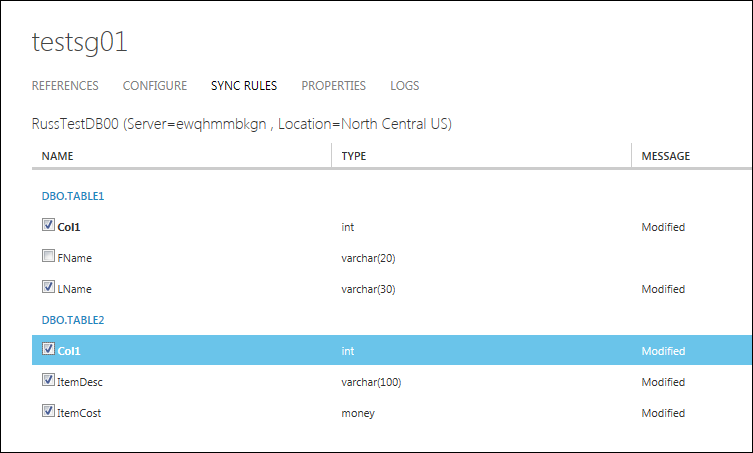 testsg01
REFERENCES CONFIGURE SYNC RULES PROPERTIES LOGS
RussTestDB00 (Server=ewqhmmbkgn , Location=North Central US)
NAME TYPE MESSAGE
DBO.TABLE1
Col1 int Modified
FName varchar(20)
LName varchar(30) Modified
DBO.TABLE2
Col1 int Modified
ItemDesc varchar(100) Modified
ItemCost money Modified